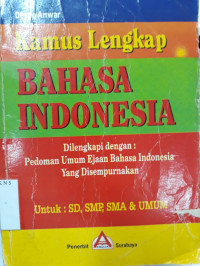 Anwar
Kamus Lengkap
BAHASA
INDONESIA
Dilengkapi dengan :
Pedoman Umum Ejaan Bahasa Indonesia
Yang Disempurnakan
Untuk : SD, SMP, SMA & UMUM
Penerbit
Surabaya